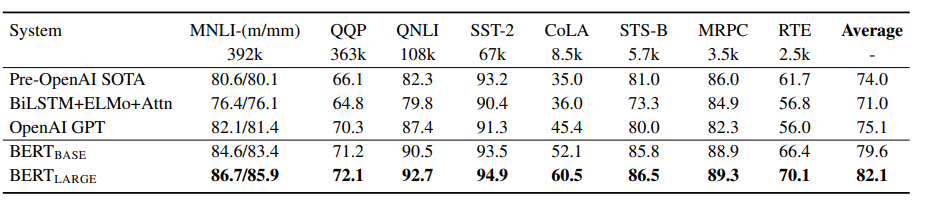 System MNLI-(m/mm) QQP QNLI SST-2 CoLA STS-B MRPC RTE Average
392k 363k 108k 67k 8.5k 5.7k 3.5k 2.5k -
Pre-OpenAI SOTA 80.6/80.1 66.1 82.3 93.2 35.0 81.0 86.0 61.7 74.0
BiLSTM+ELMo+Attn 76.4/76.1 64.8 79.8 90.4 36.0 73.3 84.9 56.8 71.0
OpenAI GPT 82.1/81.4 70.3 87.4 91.3 45.4 80.0 82.3 56.0 75.1
BERTBASE 84.6/83.4 71.2 90.5 93.5 52.1 85.8 88.9 66.4 79.6
BERTLARGE 86.7/85.9 72.1 92.7 94.9 60.5 86.5 89.3 70.1 82.1